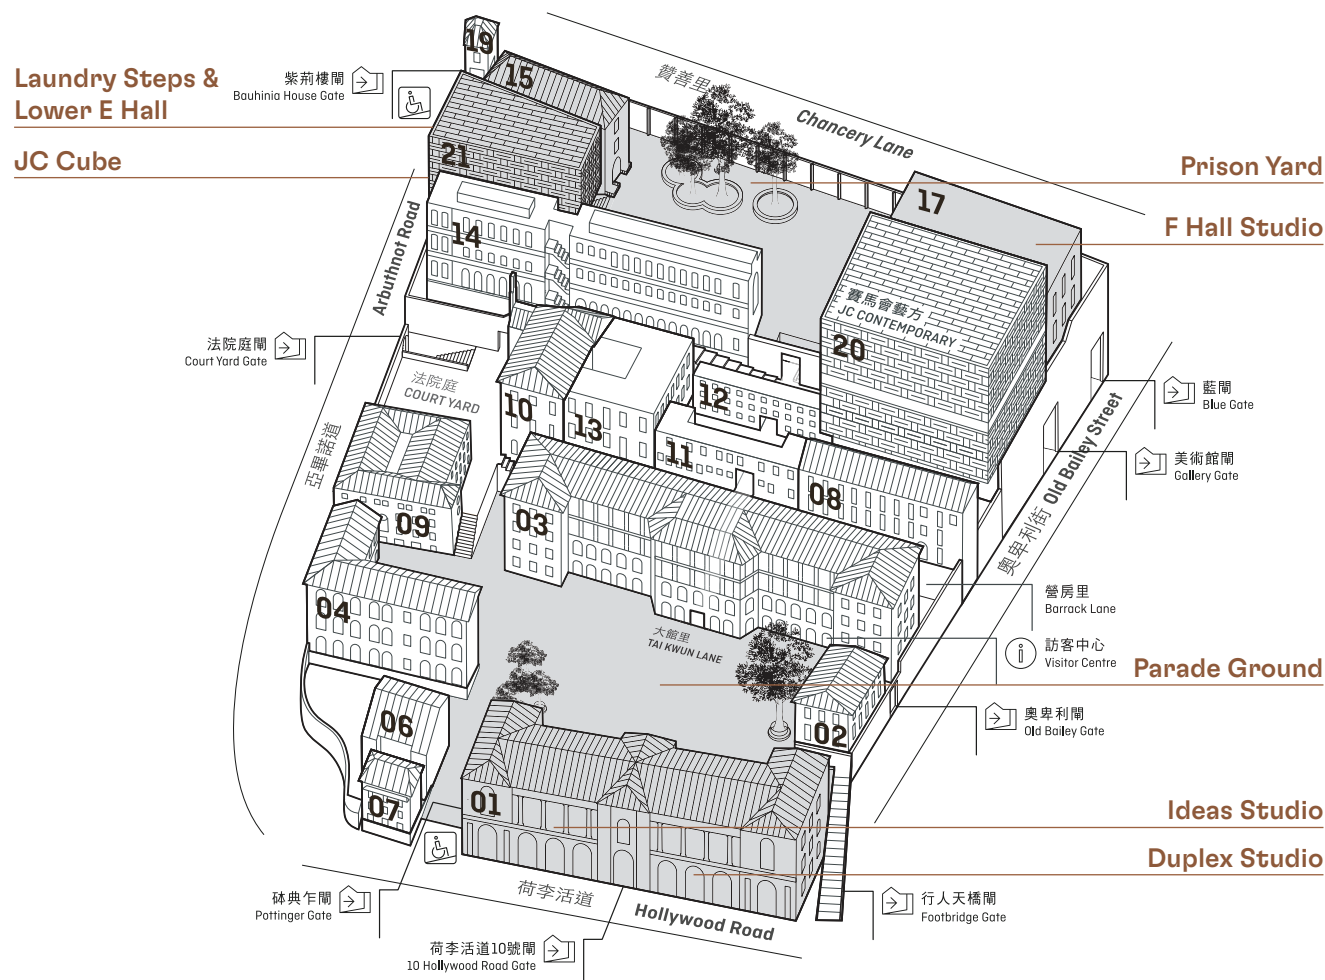 19
15
Laundry Steps &
Lower E Hall
紫荊樓閘
Bauhinia House Gate
贊善里
Chancery Lane
JC Cube
21
Prison Yard
17
F Hall Studio
14
Arbuthnot Road
賽馬會藝方
JC CONTEMPORARY
20
法院庭閘
Court Yard Gate
法院庭
COURT YARD
10
13
12
11
藍閘
Blue Gate
亞畢諾道
美術館閘
Gallery Gate
奧卑利街 Old Bailey Street
08
09
03
04
營房里
Barrack Lane
大館里
TAI KWUN LANE
訪客中心
Visitor Centre
Parade Ground
06
02
奧卑利閘
Old Bailey Gate
07
01
Ideas Studio
Duplex Studio
砵典乍閘
Pottinger Gate
荷李活道
Hollywood Road
行人天橋閘
Footbridge Gate
荷李活道10號閘
10 Hollywood Road Gate